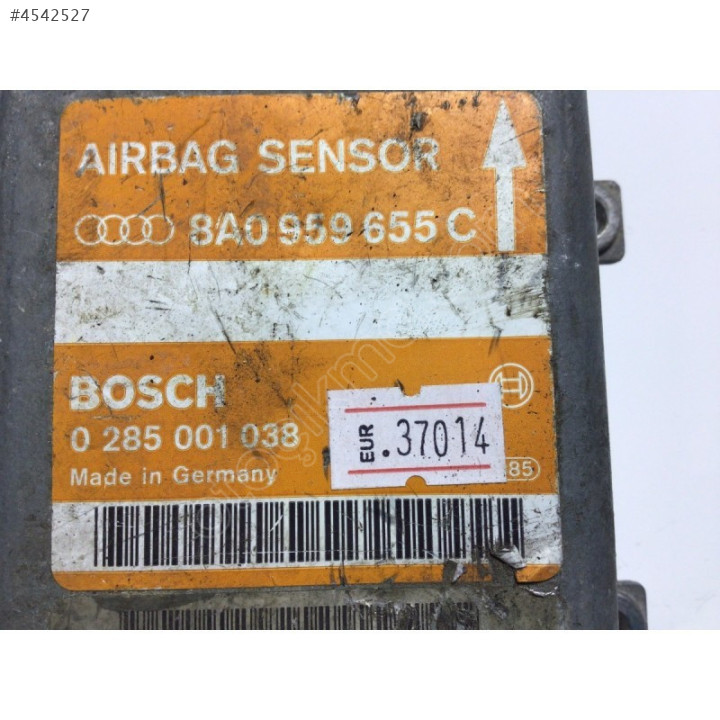 #4542527
AIRBAG SENSOR
8A0 959 655 C
BOSCH
0 285 001 038
EUR .37014
Made in Germany
85